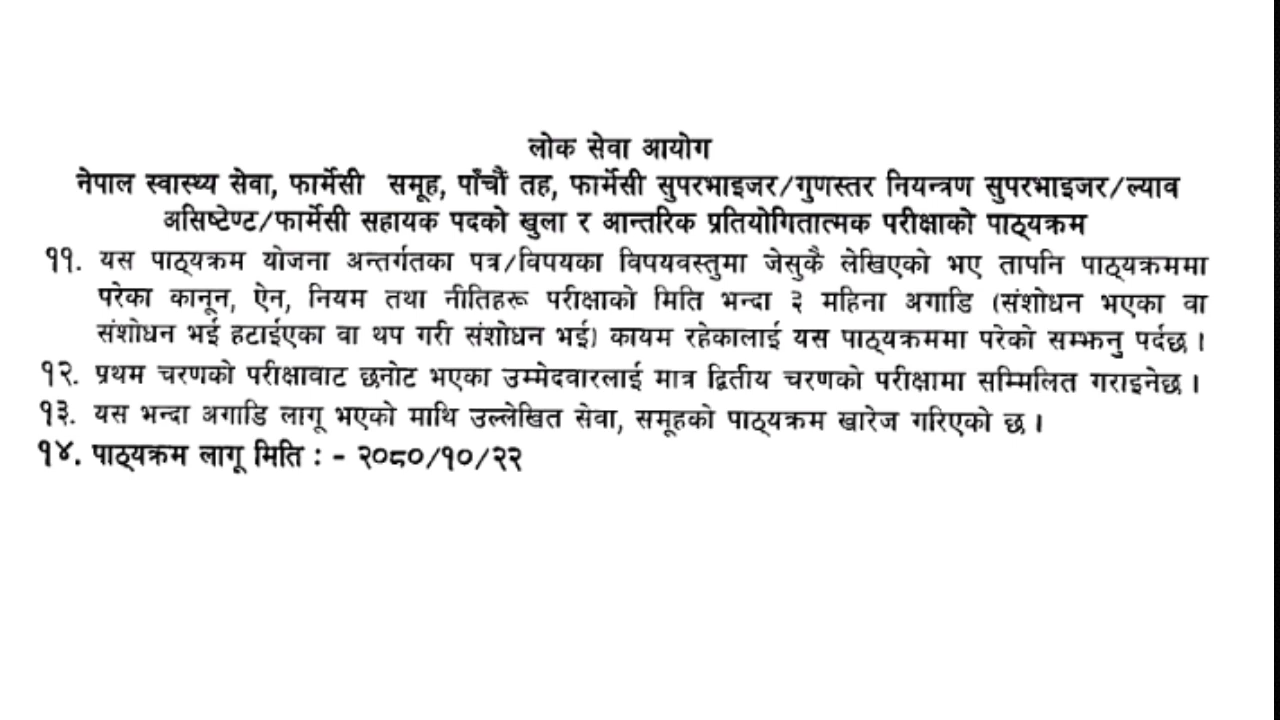 लोक सेवा आयोग
नेपाल स्वास्थ्य सेवा, फार्मेसी समूह, पाँचौं तह, फार्मेसी सुपरभाइजर/गुणस्तर नियन्त्रण सुपरभाइजर/ल्याव
असिष्टेण्ट/फार्मेसी सहायक पदको खुला र आन्तरिक प्रतियोगितात्मक परीक्षाको पाठ्यक्रम
११. यस पाठ्यक्रम योजना अन्तर्गतका पत्र/विषयका विषयवस्तुमा जेसुकै लेखिएको भए तापनि पाठ्यक्रममा
परेका कानून, ऐन, नियम तथा नीतिहरू परीक्षाको मिति भन्दा ३ महिना अगाडि (संशोधन भएका वा
संशोधन भई हटाईएका वा थप गरी संशोधन भई) कायम रहेकालाई यस पाठ्यक्रममा परेको सम्झनु पर्दछ ।
१२. प्रथम चरणको परीक्षावाट छनोट भएका उम्मेदवारलाई मात्र द्वितीय चरणको परीक्षामा सम्मिलित गराइनेछ ।
१३. यस भन्दा अगाडि लागू भएको माथि उल्लेखित सेवा, समूहको पाठ्यक्रम खारेज गरिएको छ ।
१४. पाठ्यक्रम लागू मिति : - २०८०/१०/२२